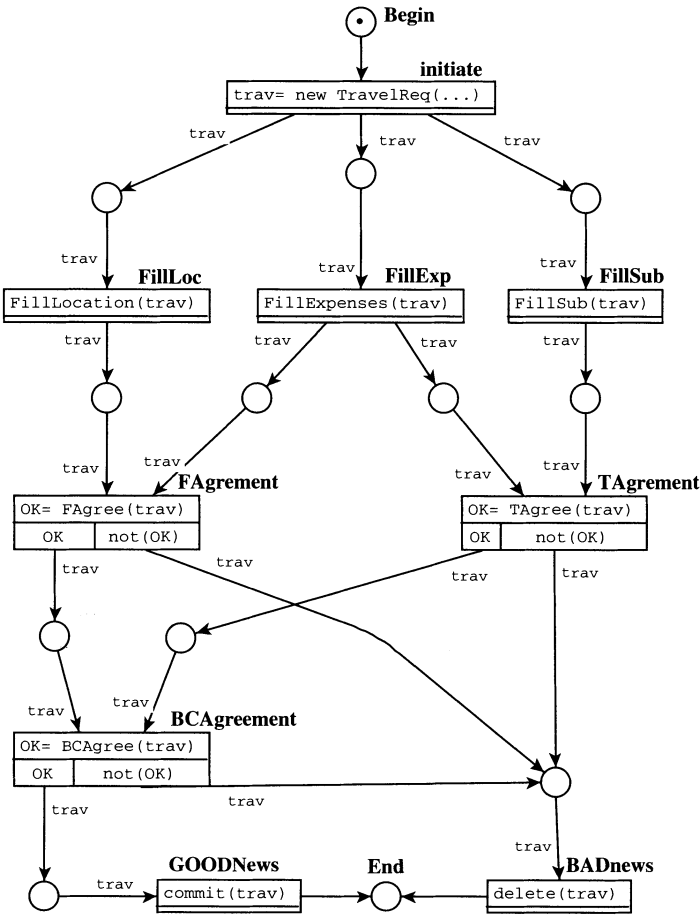 Begin
initiate
trav= new TravelReq(...)
trav
trav
trav
trav
trav
trav
FillLoc
FillExp
FillSub
FillLocation(trav)
FillExpenses(trav)
FillSub(trav)
trav
trav
trav
trav
trav
trav
trav
trav
FAgrement
TAgrement
OK= FAgree(trav)
OK= TAgree(trav)
OK
not(OK)
OK
not(OK)
trav
trav
trav
trav
trav
trav
BCAgreement
OK= BCAgree(trav)
OK
not(OK)
trav
trav
trav
GOODNews
End
BADnews
trav
commit(trav)
delete(trav)